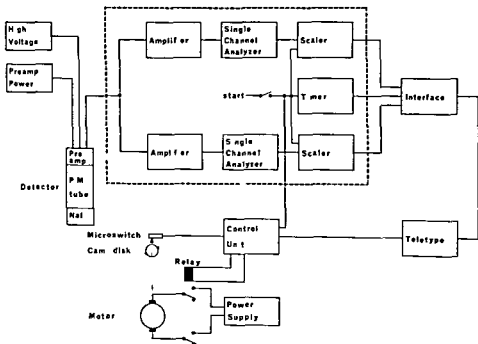 High
Voltage
Preamp
Power
Amplifier
Single
Channel
Analyzer
Scaler
start
Timer
Interface
Amplifier
Single
Channel
Analyzer
Scaler
Pre
amp
Detector
PM
tube
NaI
Microswitch
Cam disk
Control
Unit
Teletype
Relay
Motor
Power
Supply